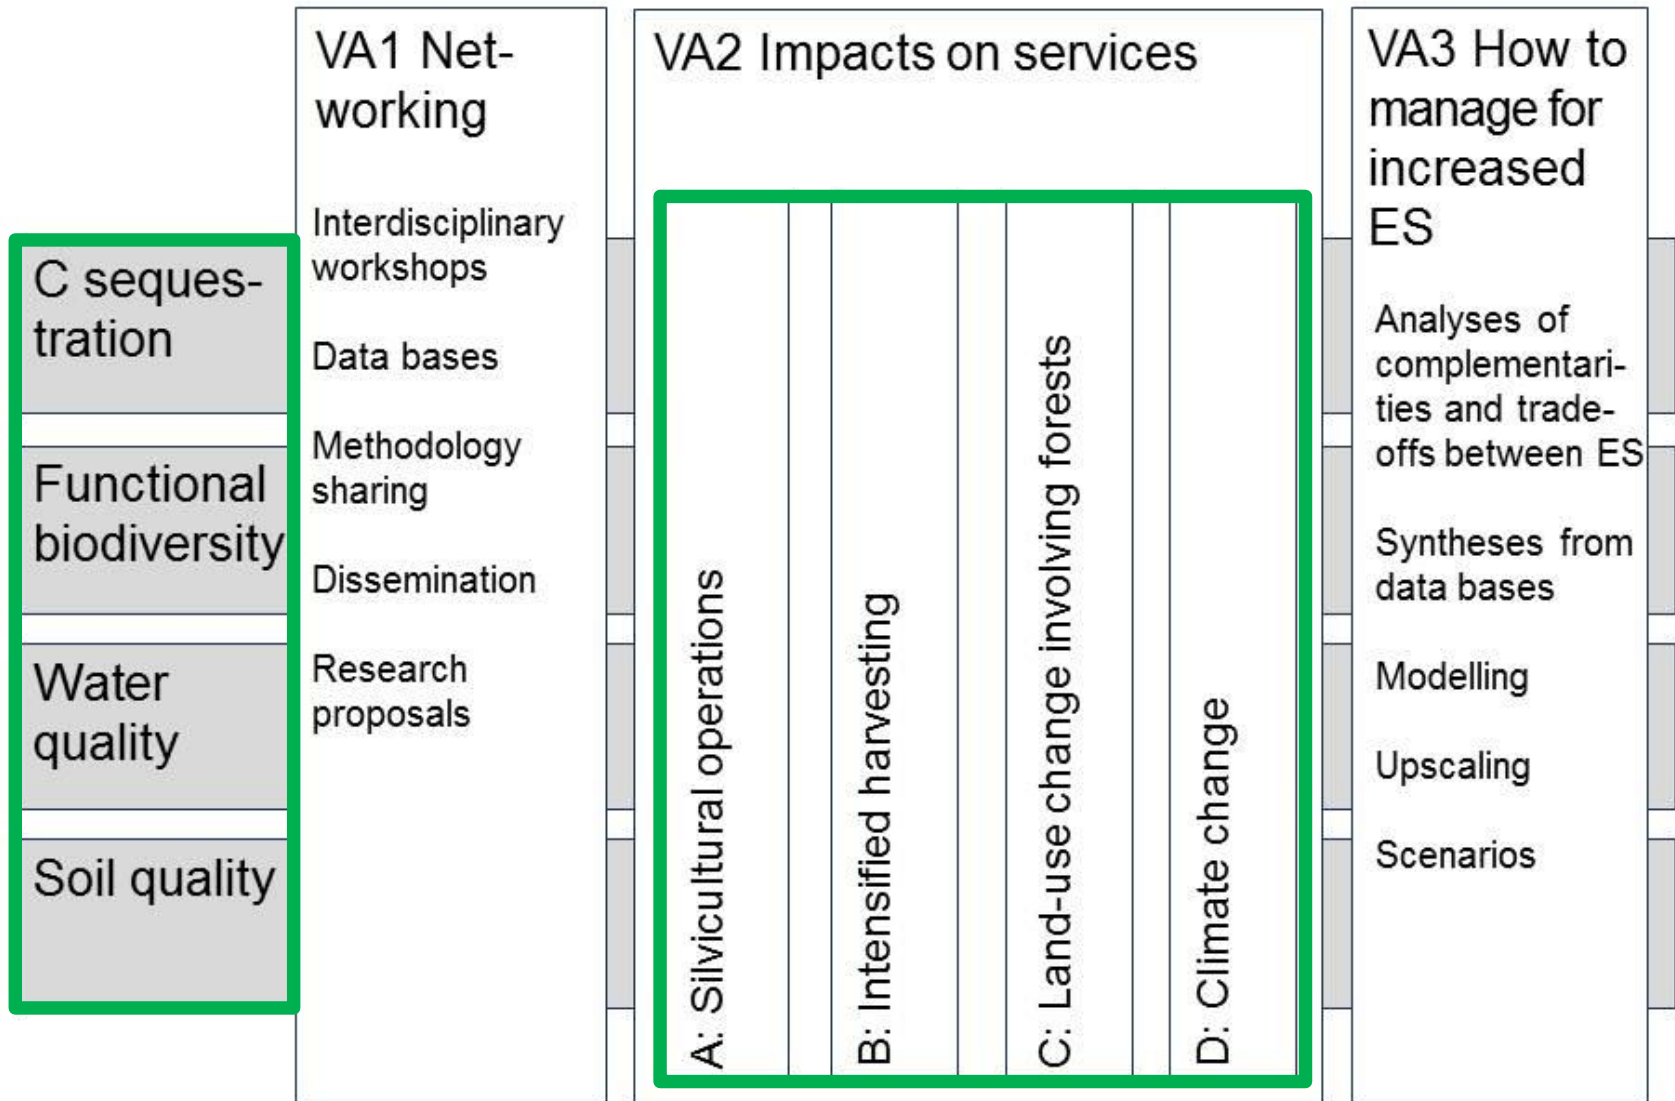 C seques-
tration
Functional
biodiversity
Water
quality
Soil quality
VA1 Net-
working
Interdisciplinary
workshops
Data bases
Methodology
sharing
Dissemination
Research
proposals
VA2 Impacts on services
A: Silvicultural operations
B: Intensified harvesting
C: Land-use change involving forests
D: Climate change
VA3 How to
manage for
increased
ES
Analyses of
complementari-
ties and trade-
offs between ES
Syntheses from
data bases
Modelling
Upscaling
Scenarios